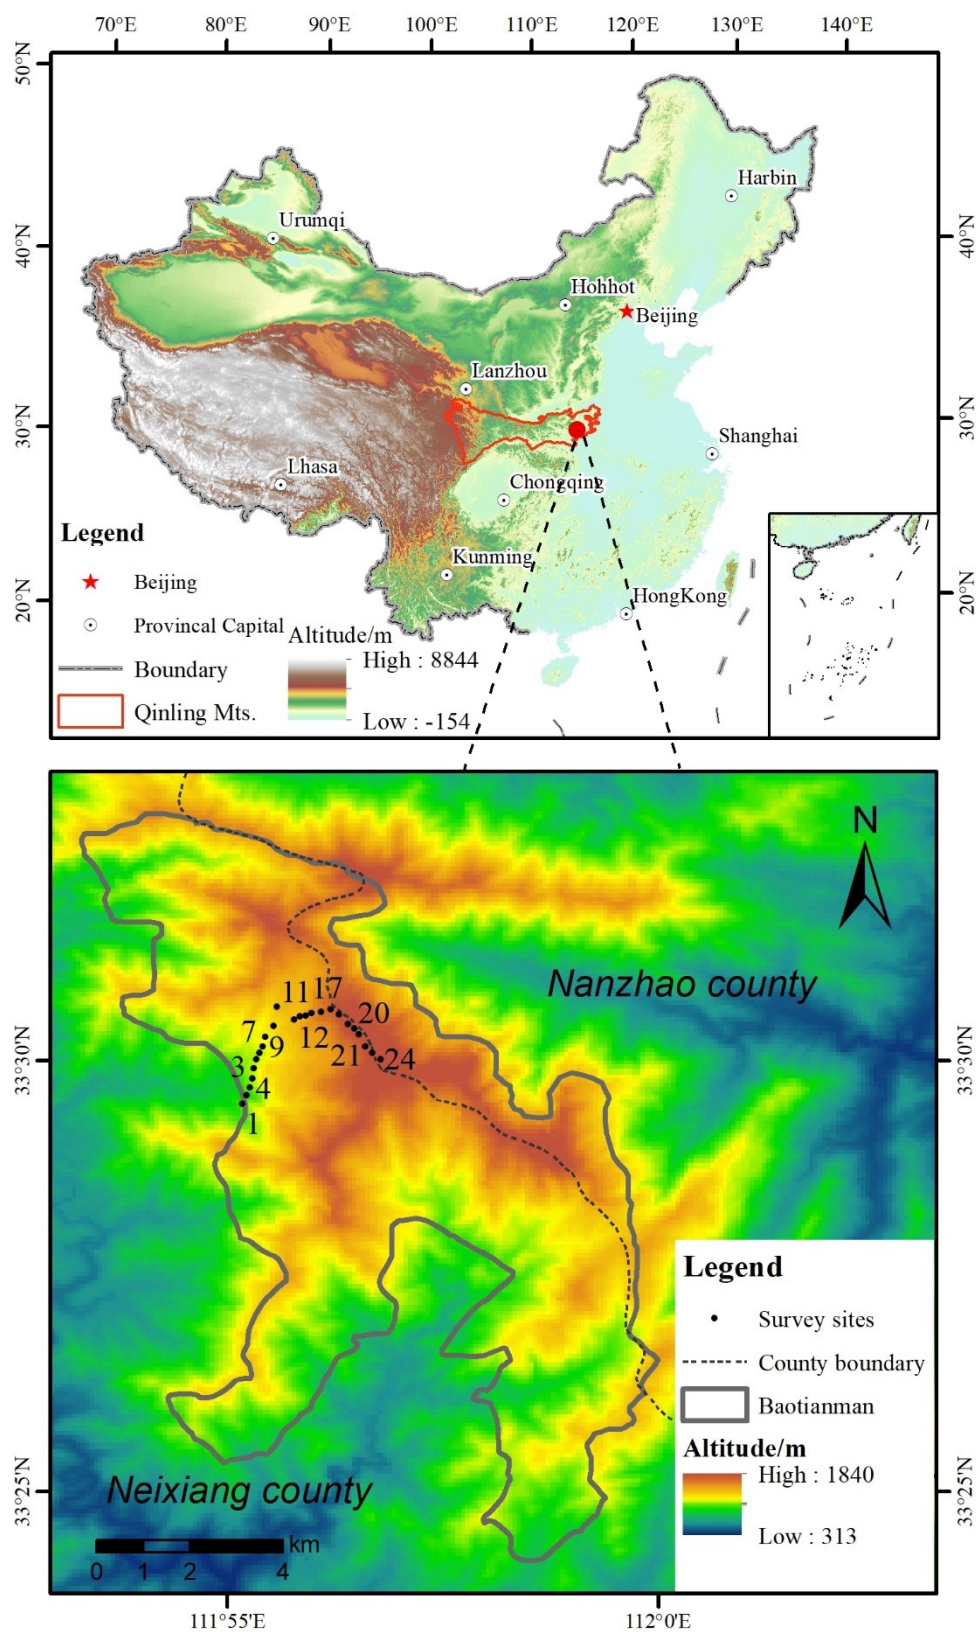 70°E 80°E 90°E 100°E 110°E 120°E 130°E 140°E
50°N
40°N
30°N
20°N
40°N
30°N
20°N
Harbin
Urumqi
Hohhot
Beijing
Lanzhou
Shanghai
Lhasa
Chongqing
Kunming
HongKong
Legend
Beijing
Provincal Capital
Boundary
Qinling Mts.
Altitude/m
High : 8844
Low : -154
N
Nanzhao county
11 17
7 12 20
9 21
3 24
4
1
33°30'N
33°30'N
33°25'N
33°25'N
Neixiang county
km
0 1 2 4
Legend
Survey sites
County boundary
Baotianman
Altitude/m
High : 1840
Low : 313
111°55'E 112°0'E